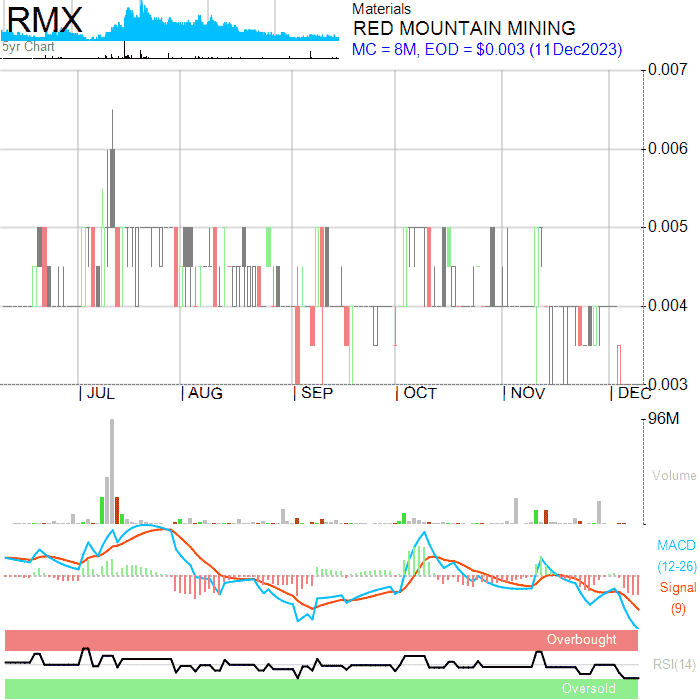 RMX
5yr Chart
Materials
RED MOUNTAIN MINING
MC = 8M, EOD = $0.003 (11Dec2023)
0.007
0.006
0.005
0.004
0.003
| JUL | AUG | SEP | OCT | NOV | DEC
96M
Volume
MACD
(12-26)
Signal
(9)
Overbought
RSI(14)
Oversold